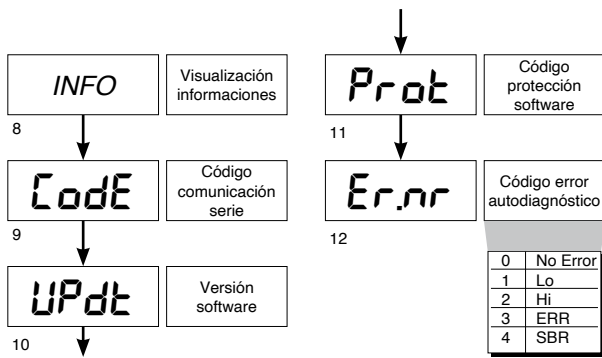 INFO
Visualización
informaciones
8
CodE
Código
comunicación
serie
9
UPdt
Versión
software
10
Prot
Código
protección
software
11
Er.nr
Código error
autodiagnóstico
12
0 No Error
1 Lo
2 Hi
3 ERR
4 SBR